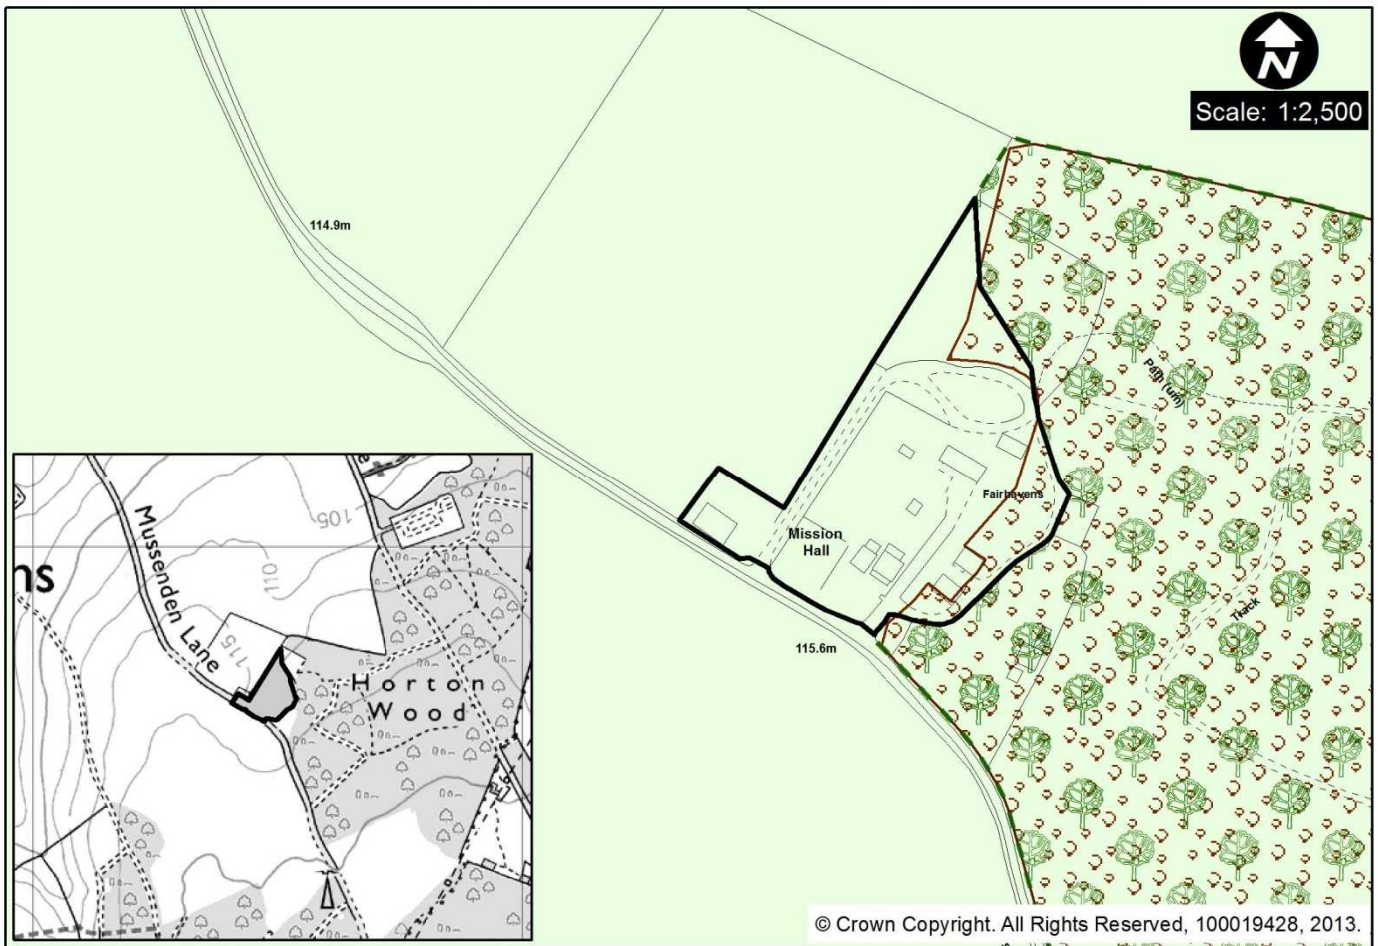 N
Scale: 1:2,500
114.9m
Path (um)
Fairhavens
Mission
Hall
Track
115.6m
Mussenden Lane
105
110
115
Horton
Wood
ns
© Crown Copyright. All Rights Reserved, 100019428, 2013.